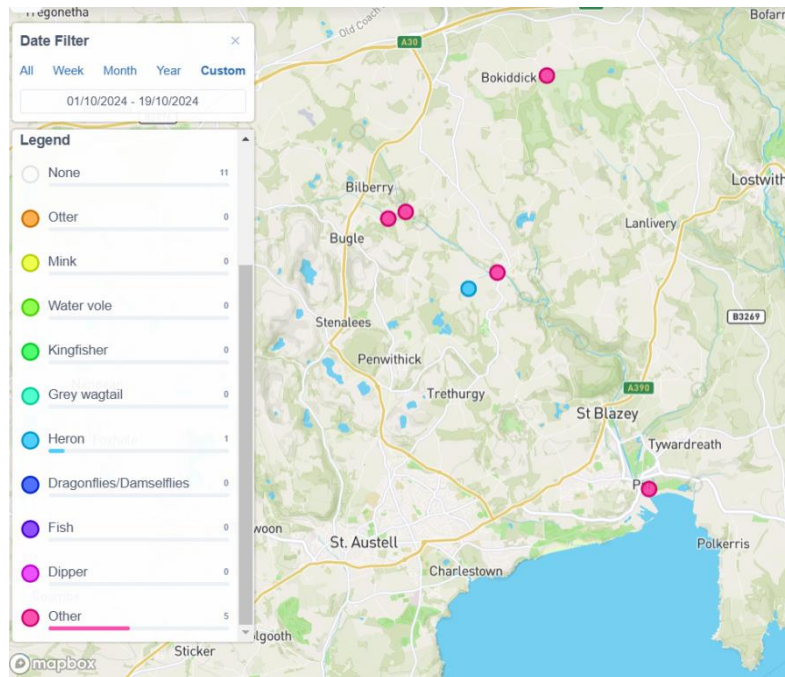 Tregonetha
Old Coach
Bofarn
Date Filter ×
All Week Month Year Custom
01/10/2024 - 19/10/2024
A30
Bokiddick
Legend
None 11
Otter 0
Mink 0
Water vole 0
Kingfisher 0
Grey wagtail 0
Heron 1
Dragonflies/Damselflies 0
Fish 0
Dipper 0
Other 5
Bilberry
Lostwith
Lanlivery
Bugle
Stenalees
B3269
Penwithick
Trethurgy
A390
St Blazey
Tywardreath
P
woon
St. Austell
Polkerris
Charlestown
olgooth
Sticker
mapbox